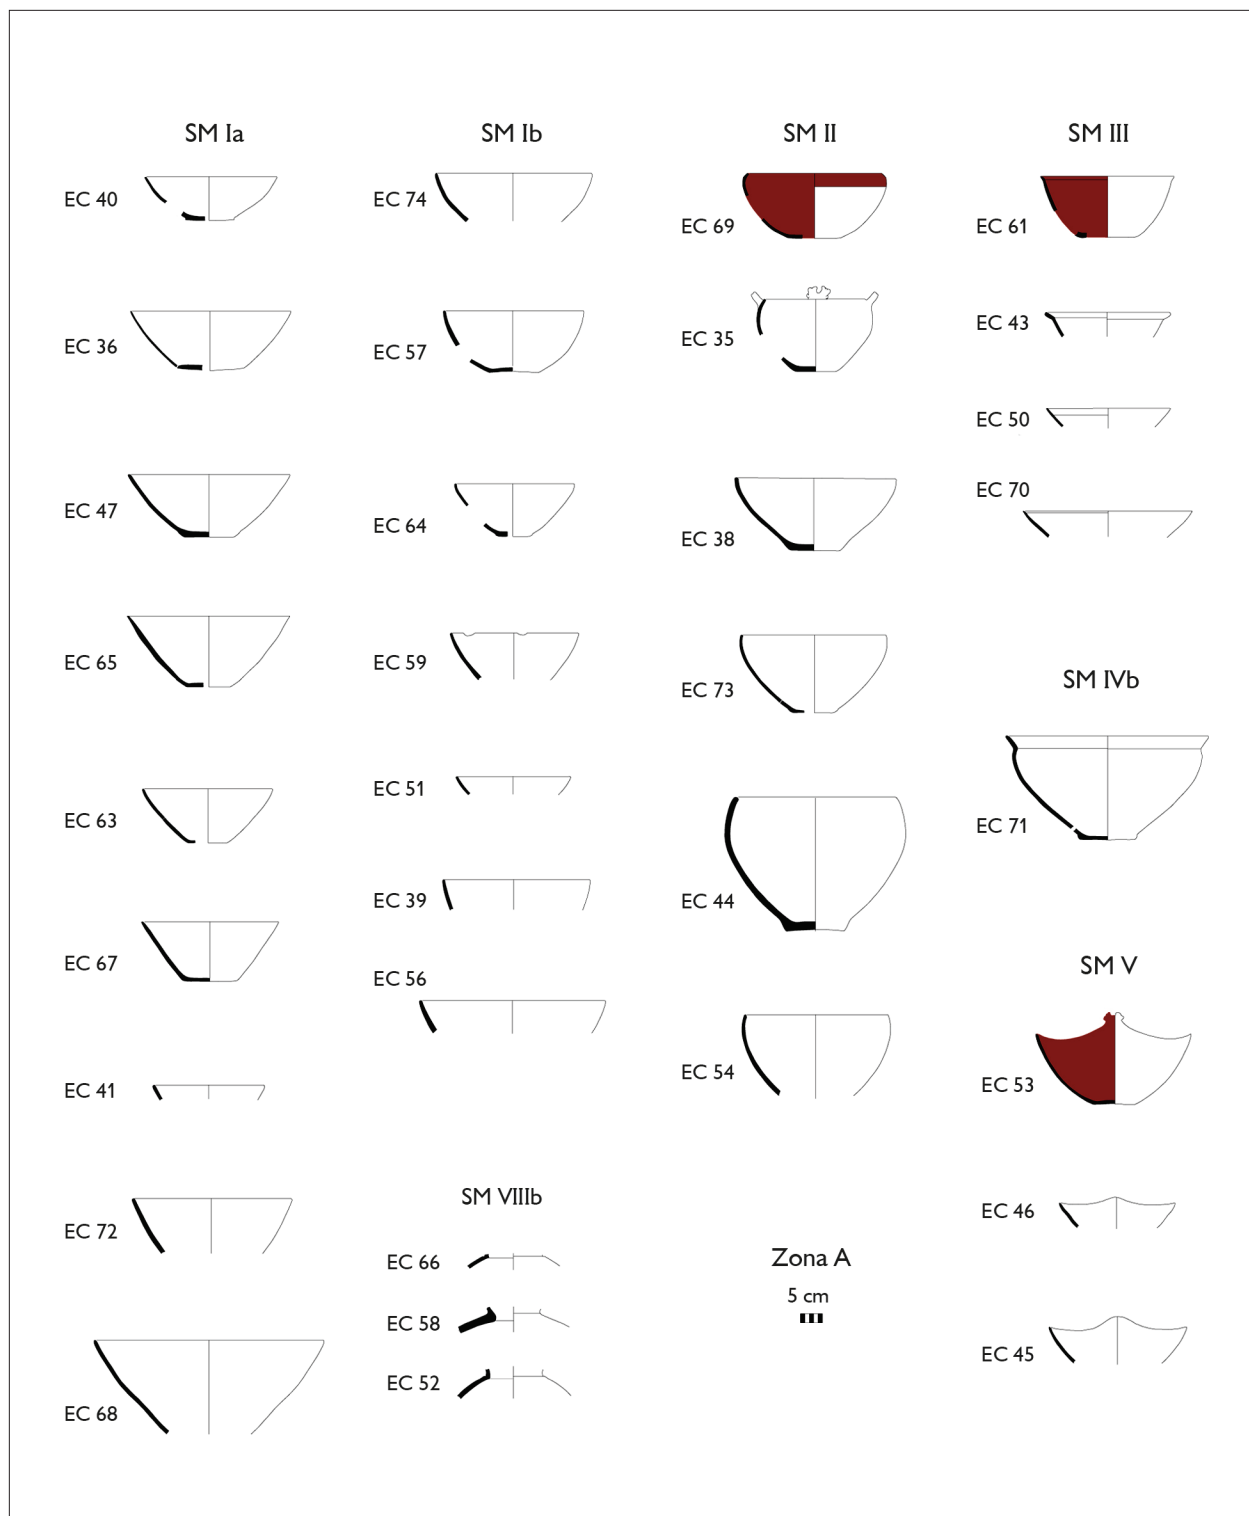 SM Ia
EC 40
EC 36
EC 47
EC 65
EC 63
EC 67
EC 41
EC 72
EC 68
SM Ib
EC 74
EC 57
EC 64
EC 59
EC 51
EC 39
EC 56
SM VIIIb
EC 66
EC 58
EC 52
SM II
EC 69
EC 35
EC 38
EC 73
EC 44
EC 54
Zona A
5 cm
SM III
EC 61
EC 43
EC 50
EC 70
SM IVb
EC 71
SM V
EC 53
EC 46
EC 45